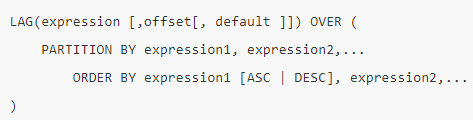 LAG(expression [,offset[, default ]]) OVER (
PARTITION BY expression1, expression2,...
ORDER BY expression1 [ASC | DESC], expression2,...
)